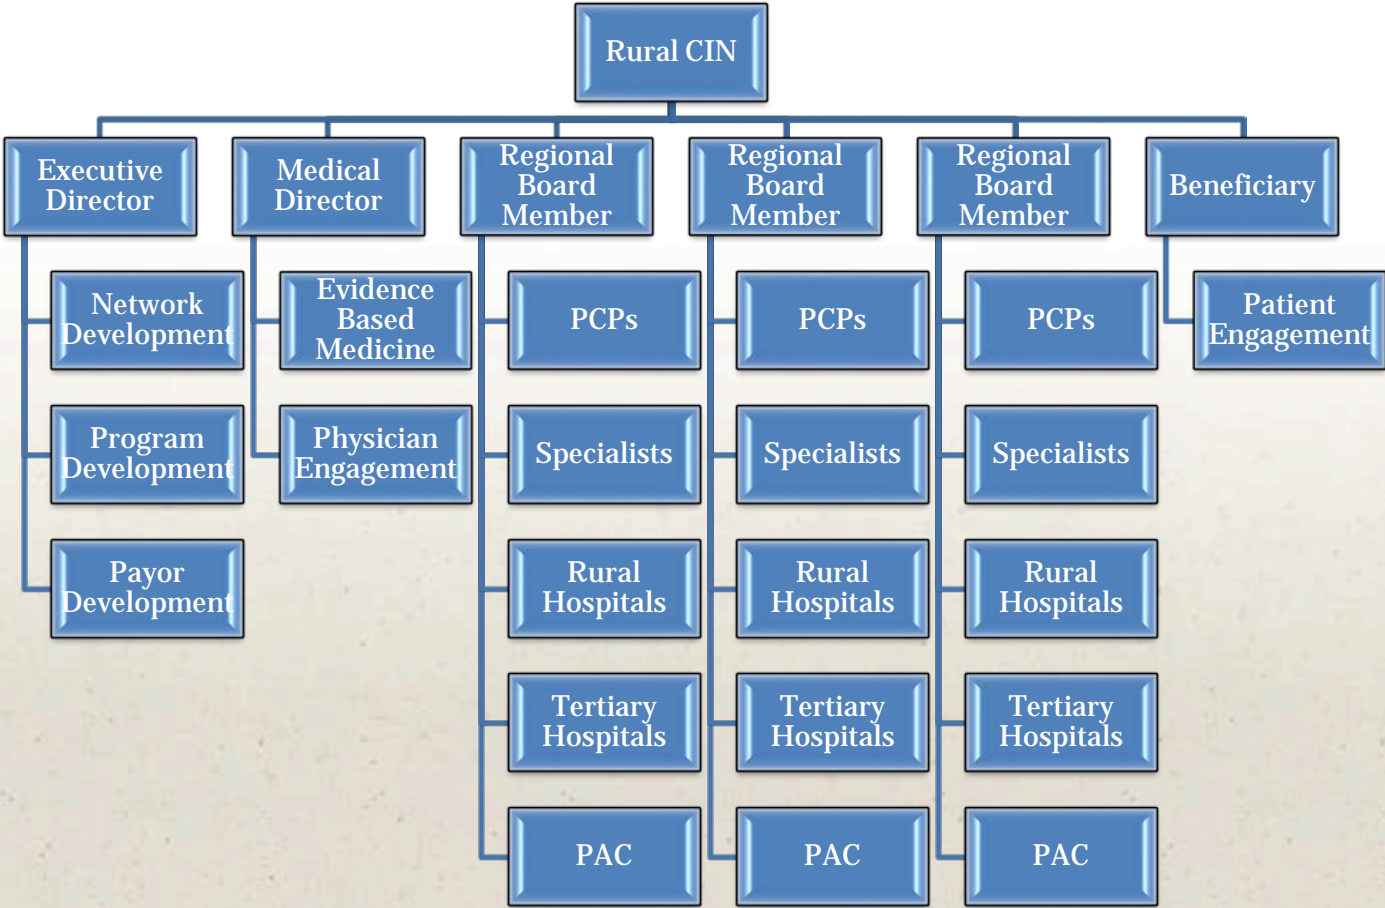 Rural CIN
Executive
Director
Medical
Director
Regional
Board
Member
Regional
Board
Member
Regional
Board
Member
Beneficiary
Network
Development
Program
Development
Payor
Development
Evidence
Based
Medicine
Physician
Engagement
PCPs
Specialists
Rural
Hospitals
Tertiary
Hospitals
PAC
PCPs
Specialists
Rural
Hospitals
Tertiary
Hospitals
PAC
PCPs
Specialists
Rural
Hospitals
Tertiary
Hospitals
PAC
Patient
Engagement